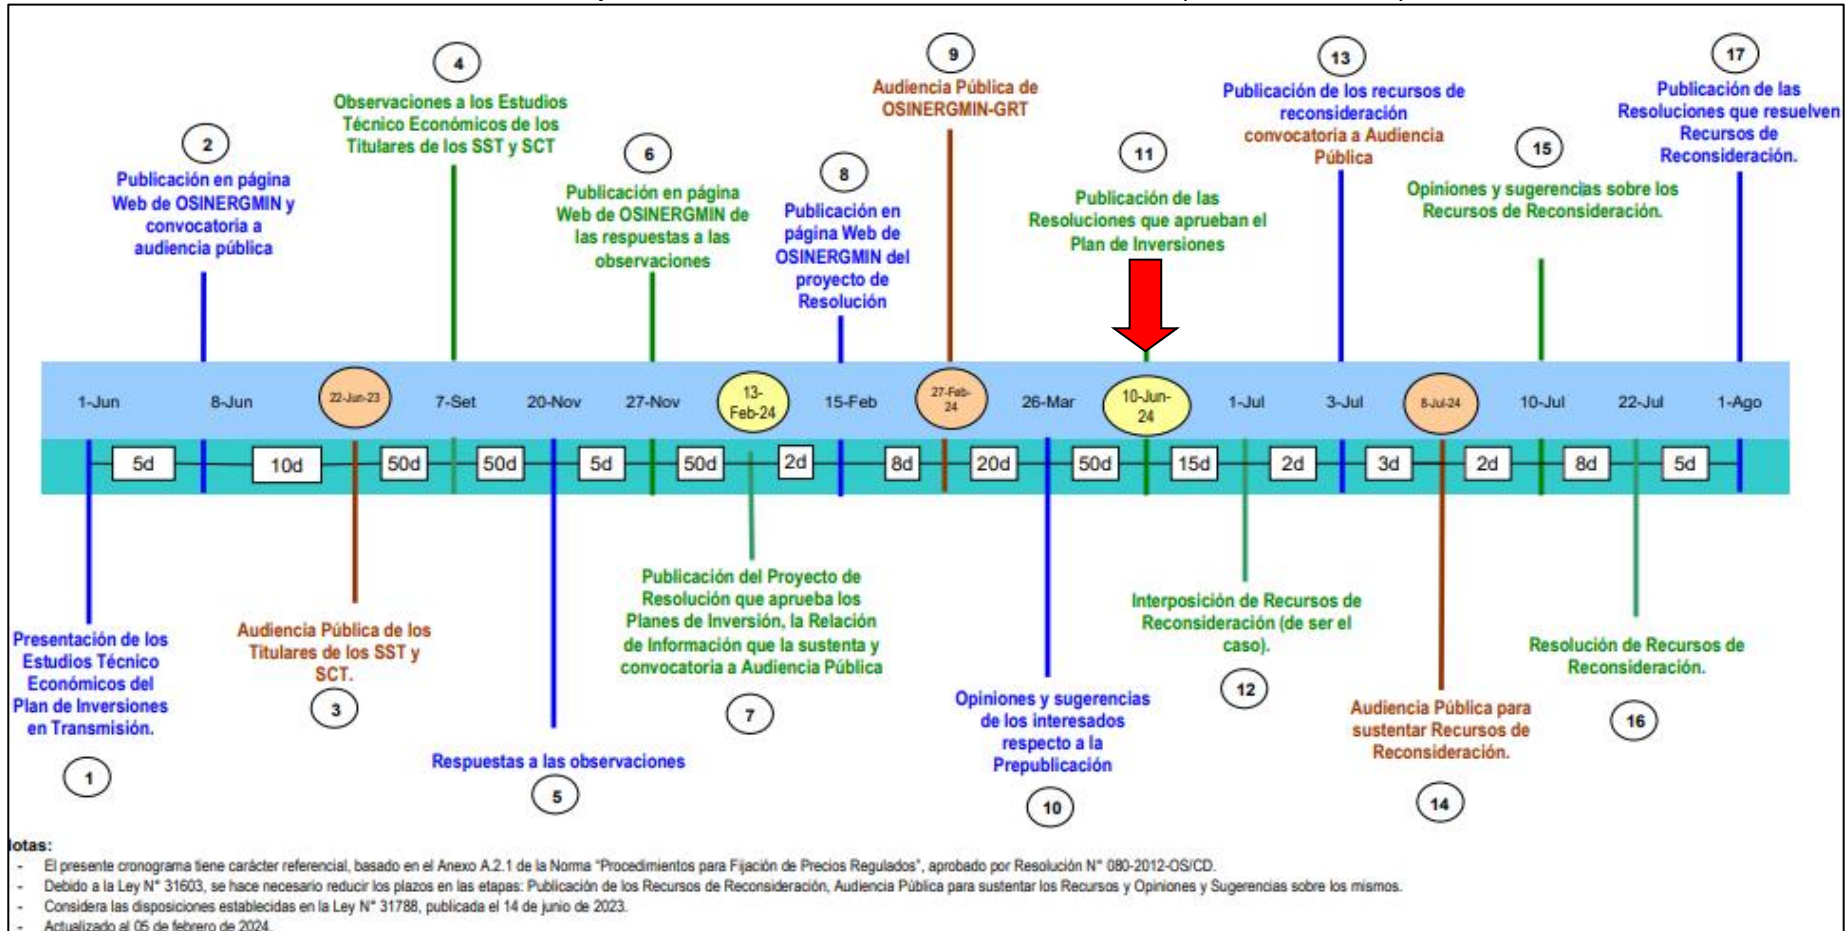 4
Observaciones a los Estudios
Técnico Económicos de los
Titulares de los SST y SCT
9
Audiencia Pública de
OSINERGMIN-GRT
13
Publicación de los recursos de
reconsideración
convocatoria a Audiencia
Pública
17
Publicación de las
Resoluciones que resuelven
Recursos de
Reconsideración.
2
Publicación en página
Web de OSINERGMIN y
convocatoria a
audiencia pública
6
Publicación en página
Web de OSINERGMIN de
las respuestas a las
observaciones
8
Publicación en
página Web de
OSINERGMIN del
proyecto de
Resolución
11
Publicación de las
Resoluciones que aprueban el
Plan de Inversiones
15
Opiniones y sugerencias sobre los
Recursos de Reconsideración.
1-Jun
8-Jun
22-Jun-23
7-Set
20-Nov
27-Nov
13-
Feb-24
15-Feb
27-Feb-
24
26-Mar
10-Jun-
24
1-Jul
3-Jul
8-Jul-24
10-Jul
22-Jul
1-Ago
5d
10d
50d
50d
5d
50d
2d
8d
20d
50d
15d
2d
3d
2d
8d
5d
Presentación de los
Estudios Técnico
Económicos del
Plan de Inversiones
en Transmisión.
1
Audiencia Pública de los
Titulares de los SST y
SCT.
3
Respuestas a las observaciones
5
Publicación del Proyecto de
Resolución que aprueba los
Planes de Inversión, la Relación
de Información que la sustenta y
convocatoria a Audiencia Pública
7
Opiniones y sugerencias
de los interesados
respecto a la
Prepublicación
10
Interposición de Recursos de
Reconsideración (de ser el
caso).
12
Audiencia Pública para
sustentar Recursos de
Reconsideración.
14
Resolución de Recursos de
Reconsideración.
16
lotas:
- El presente cronograma tiene carácter referencial, basado en el Anexo A.2.1 de la Norma "Procedimientos para Fijación de Precios Regulados", aprobado por Resolución N° 080-2012-OS/CD.
- Debido a la Ley N° 31603, se hace necesario reducir los plazos en las etapas: Publicación de los Recursos de Reconsideración, Audiencia Pública para sustentar los Recursos y Opiniones y Sugerencias sobre los mismos.
- Considera las disposiciones establecidas en la Ley N° 31788, publicada el 14 de junio de 2023.
- Actualizado al 05 de febrero de 2024.